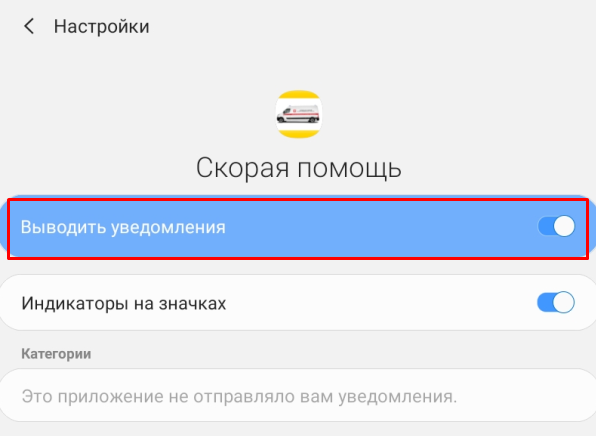 Настройки
Скорая помощь
Выводить уведомления
Индикаторы на значках
Категории
Это приложение не отправляло вам уведомления.